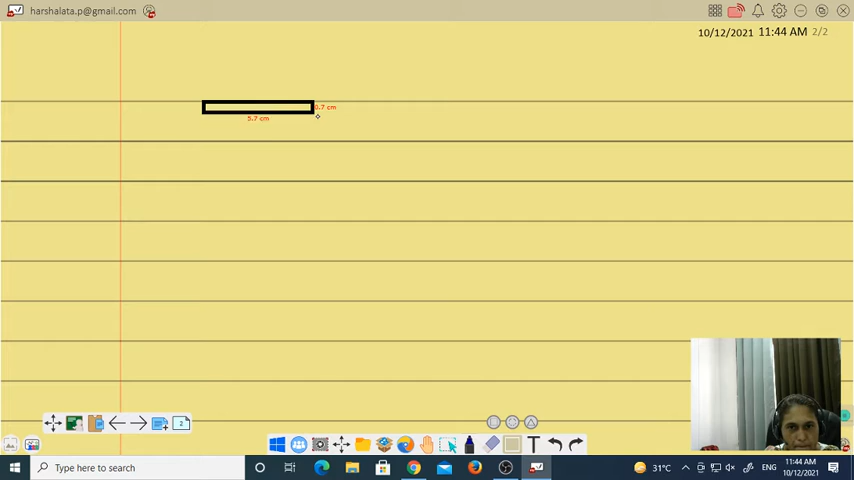 harshalata.p@gmail.com
10/12/2021 11:44 AM 2/2
0.7 cm
5.7 cm
2
T
Type here to search
31°C
ENG
11:44 AM
10/12/2021